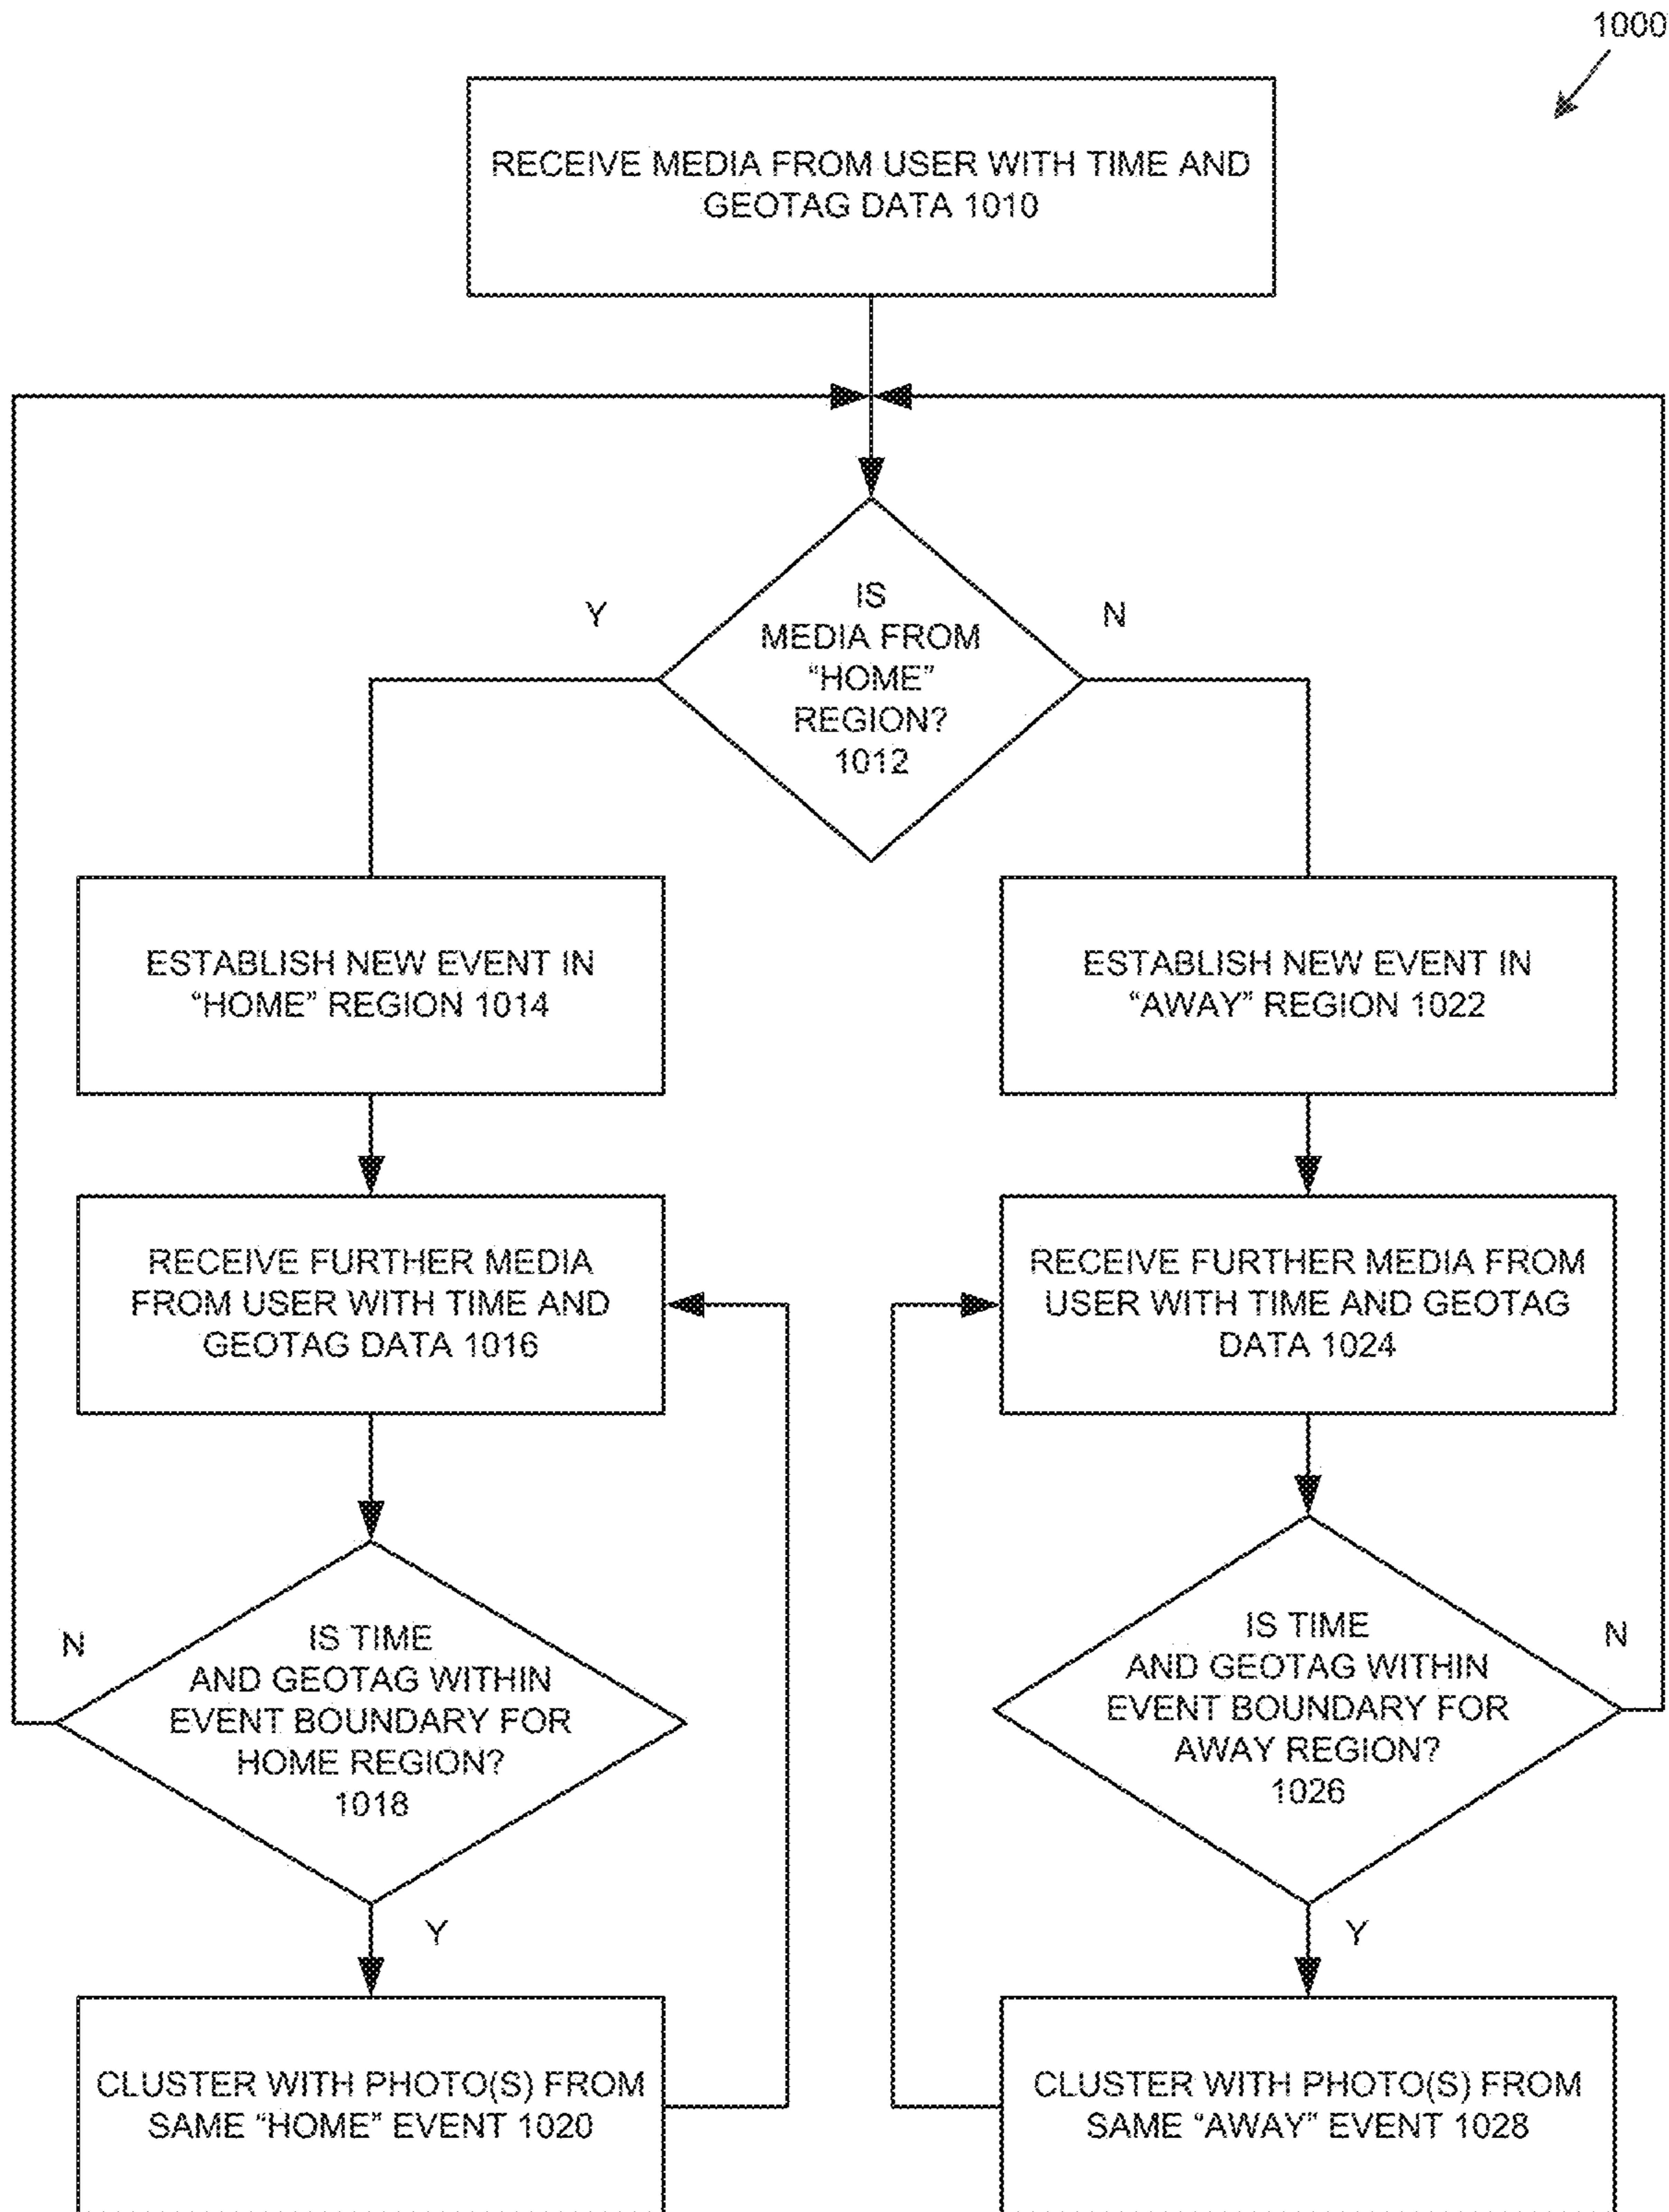 1000
RECEIVE MEDIA FROM USER WITH TIME AND
GEOTAG DATA 1010
Y
N
IS
MEDIA FROM
“HOME”
REGION?
1012
ESTABLISH NEW EVENT IN
“HOME” REGION 1014
ESTABLISH NEW EVENT IN
“AWAY” REGION 1022
RECEIVE FURTHER MEDIA
FROM USER WITH TIME AND
GEOTAG DATA 1016
RECEIVE FURTHER MEDIA FROM
USER WITH TIME AND GEOTAG
DATA 1024
N
IS TIME
AND GEOTAG WITHIN
EVENT BOUNDARY FOR
HOME REGION?
1018
IS TIME
AND GEOTAG WITHIN
EVENT BOUNDARY FOR
AWAY REGION?
1026
N
Y
Y
CLUSTER WITH PHOTO(S) FROM
SAME “HOME” EVENT 1020
CLUSTER WITH PHOTO(S) FROM
SAME “AWAY” EVENT 1028